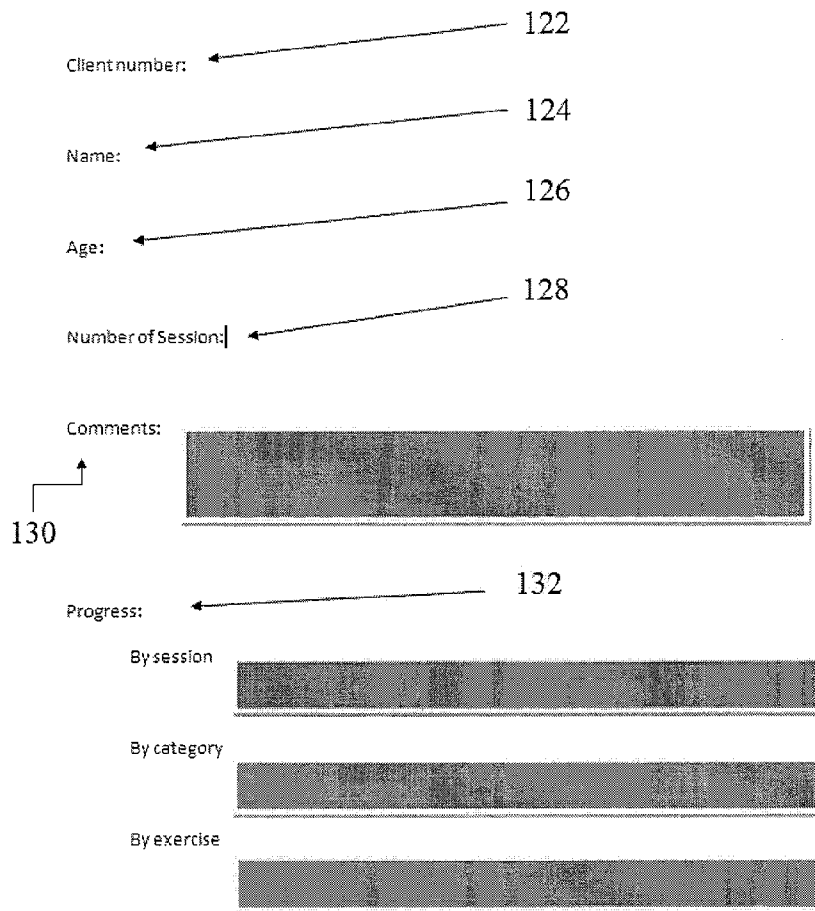 122
Client number:
124
Name:
126
Age:
128
Number of Session:
Comments:
130
132
Progress:
By session
By category
By exercise